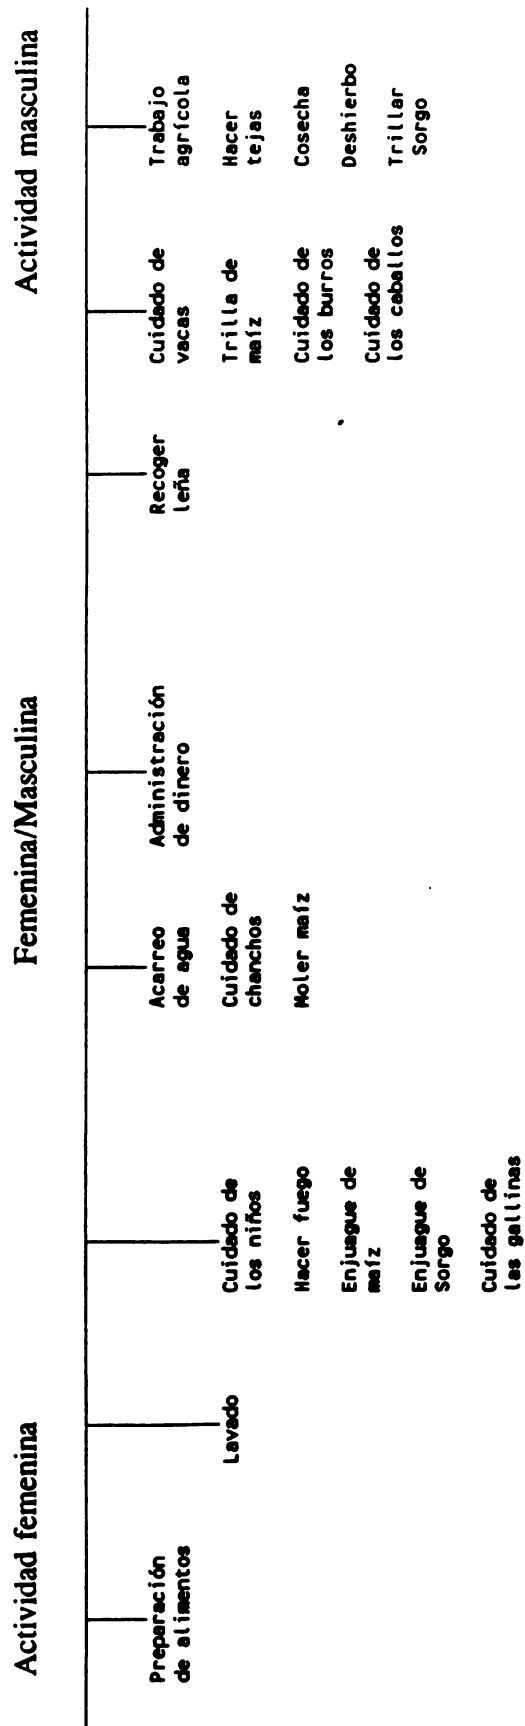 Actividad femenina
Femenina/Masculina
Actividad masculina
Preparación
de alimentos
Lavado
Cuidado de
los niños
Hacer fuego
Enjuague de
maíz
Enjuague de
Sorgo
Cuidado de
las gallinas
Acarreo
de agua
Cuidado de
chanchos
Moler maíz
Administración
de dinero
Recoger
leña
Cuidado de
vacas
Trilla de
maíz
Cuidado de
los burros
Cuidado de
los caballos
Trabajo
agrícola
Hacer
tejas
Cosecha
Deshierbo
Trillar
Sorgo